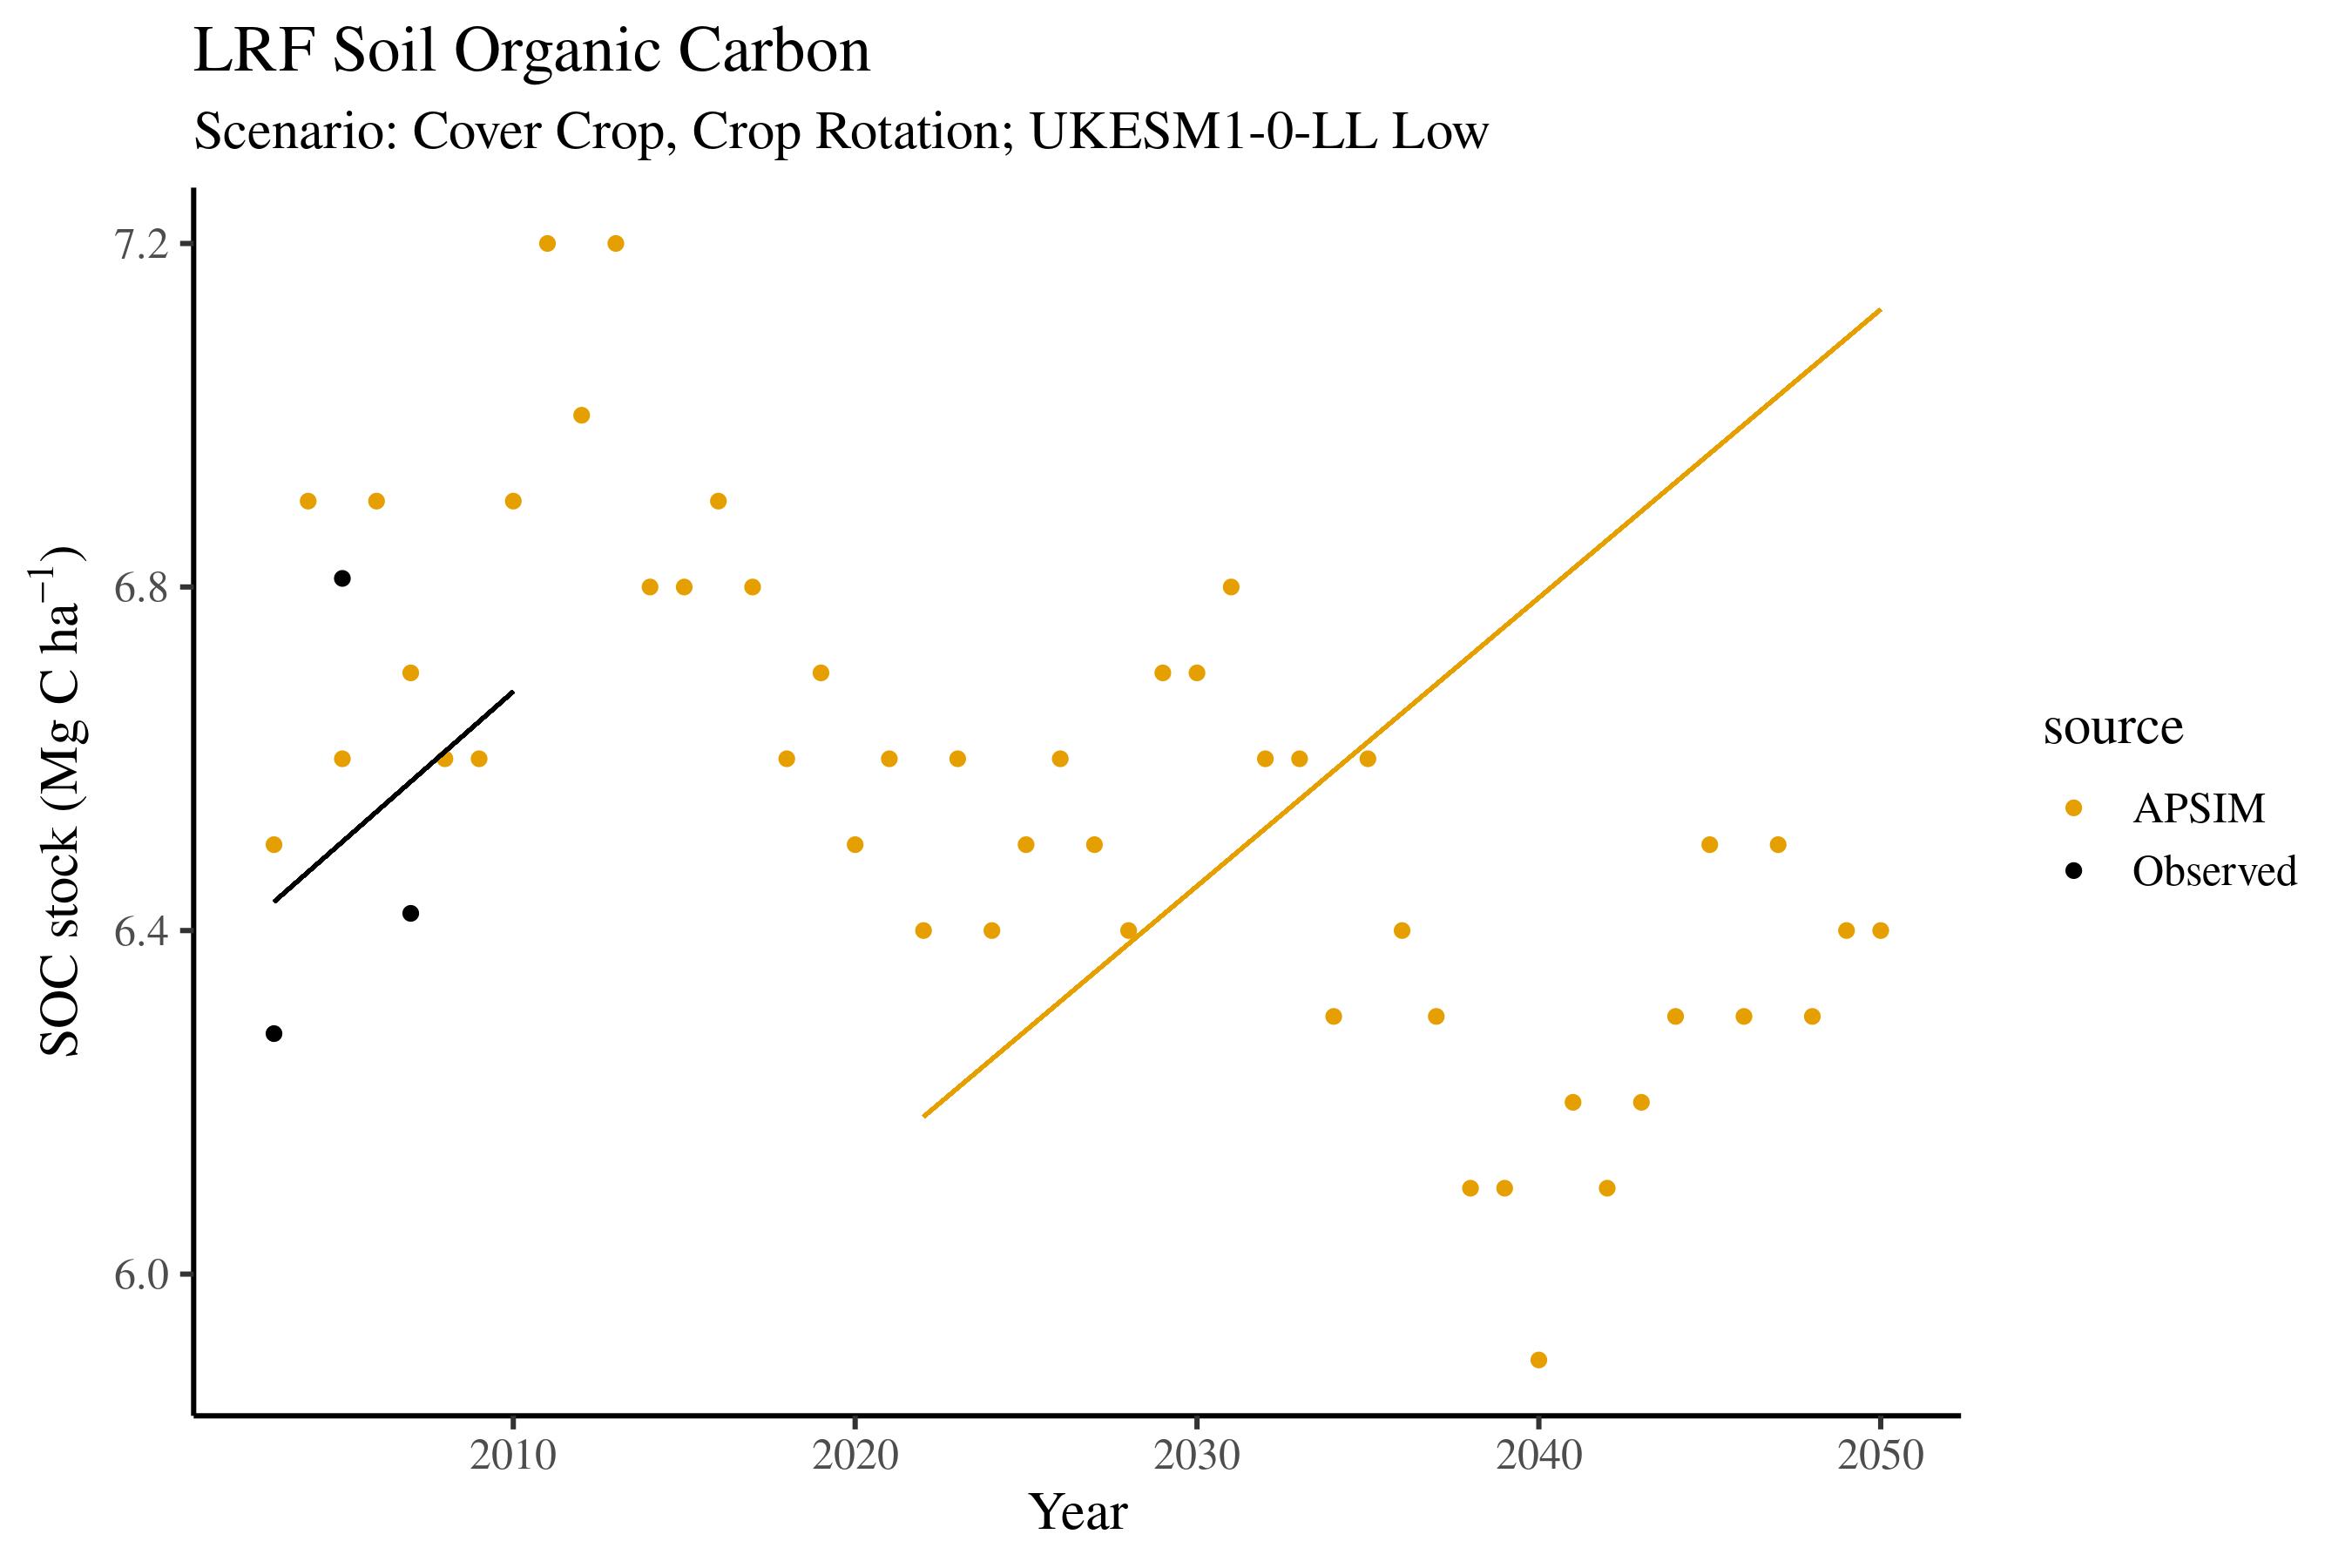 LRF Soil Organic Carbon
Scenario: Cover Crop, Crop Rotation; UKESM1-0-LL Low
SOC stock (Mg C ha⁻¹)
7.2
6.8
6.4
6.0
2010
2020
2030
2040
2050
Year
source
APSIM
Observed